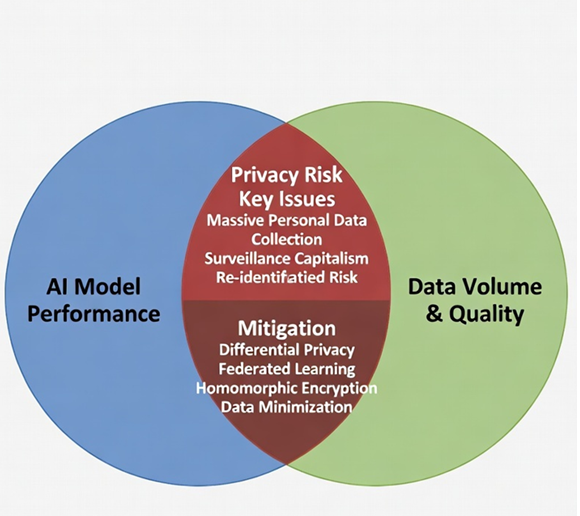 Privacy Risk
Key Issues
Massive Personal Data
Collection
Surveillance Capitalism
Re-identifiatied Risk
AI Model
Performance
Data Volume
& Quality
Mitigation
Differential Privacy
Federated Learning
Homomorphic Encryption
Data Minimization